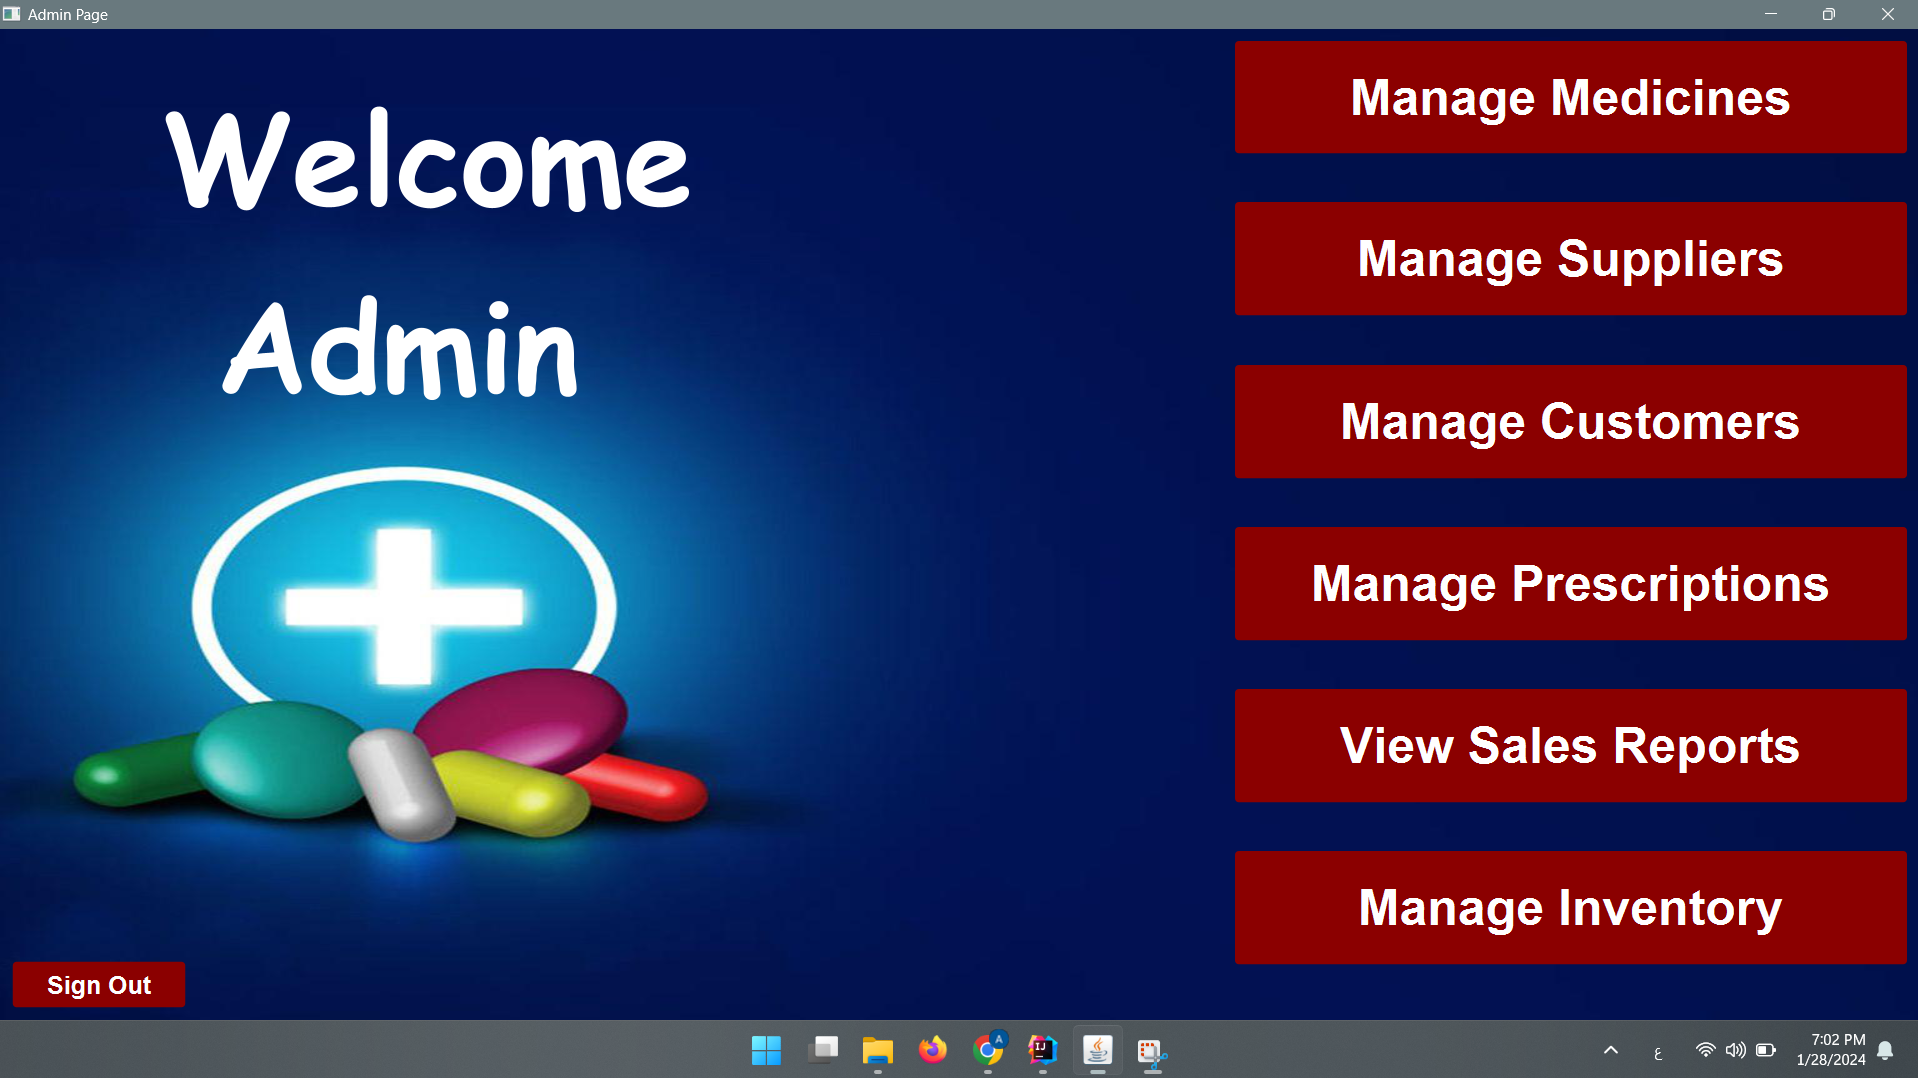 Admin Page
Welcome
Admin
Manage Medicines
Manage Suppliers
Manage Customers
Manage Prescriptions
View Sales Reports
Manage Inventory
Sign Out
A
IJ
ع
7:02 PM
1/28/2024